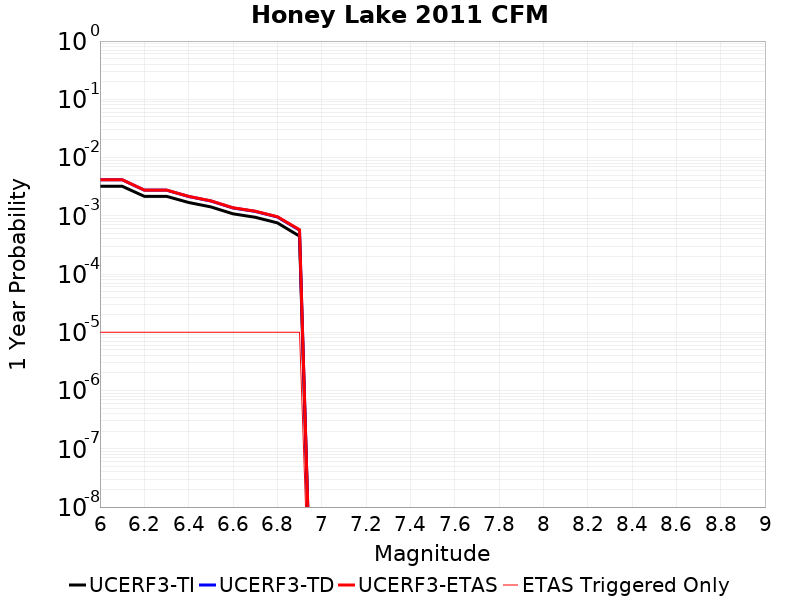 Honey Lake 2011 CFM
1 Year Probability
10^0
10^-1
10^-2
10^-3
10^-4
10^-5
10^-6
10^-7
10^-8
6 6.2 6.4 6.6 6.8 7 7.2 7.4 7.6 7.8 8 8.2 8.4 8.6 8.8 9
Magnitude
UCERF3-TI UCERF3-TD UCERF3-ETAS ETAS Triggered Only